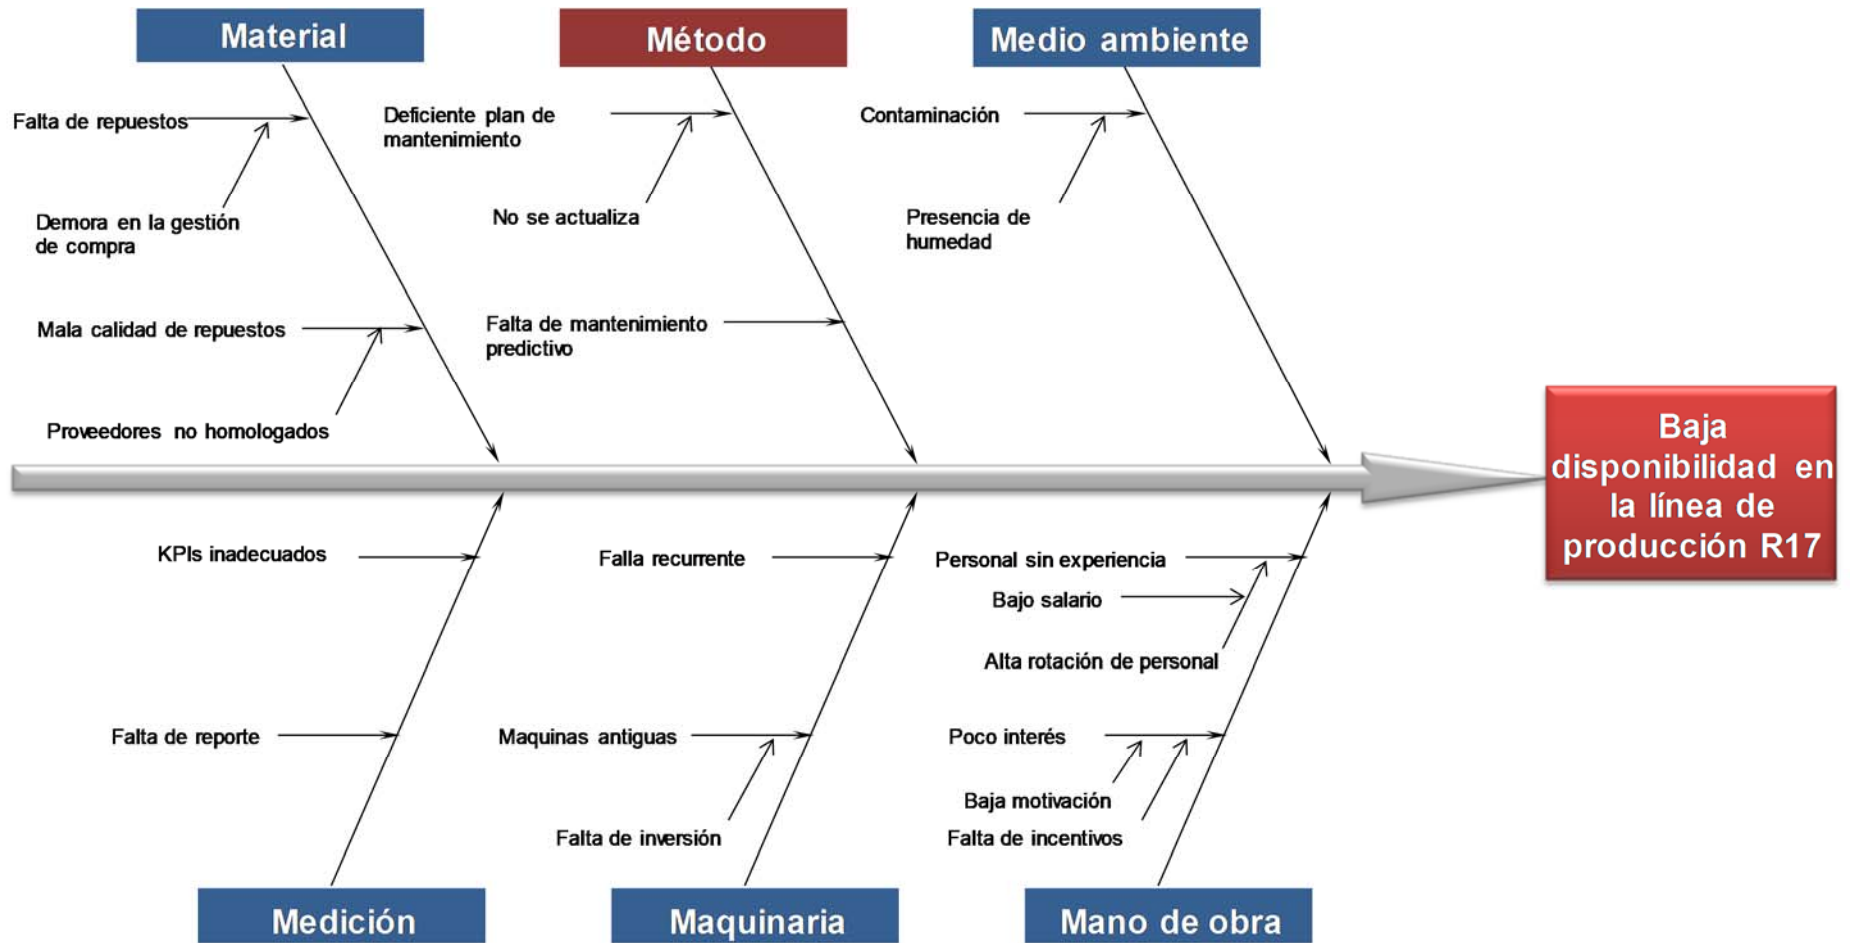 Material
Método
Medio ambiente
Falta de repuestos
Demora en la gestión
de compra
Mala calidad de repuestos
Proveedores no homologados
Deficiente plan de
mantenimiento
No se actualiza
Falta de mantenimiento
predictivo
Contaminación
Presencia de
humedad
Baja
disponibilidad en
la línea de
producción R17
KPIs inadecuados
Falta de reporte
Falla recurrente
Maquinas antiguas
Falta de inversión
Personal sin experiencia
Bajo salario
Alta rotación de personal
Poco interés
Baja motivación
Falta de incentivos
Medición
Maquinaria
Mano de obra